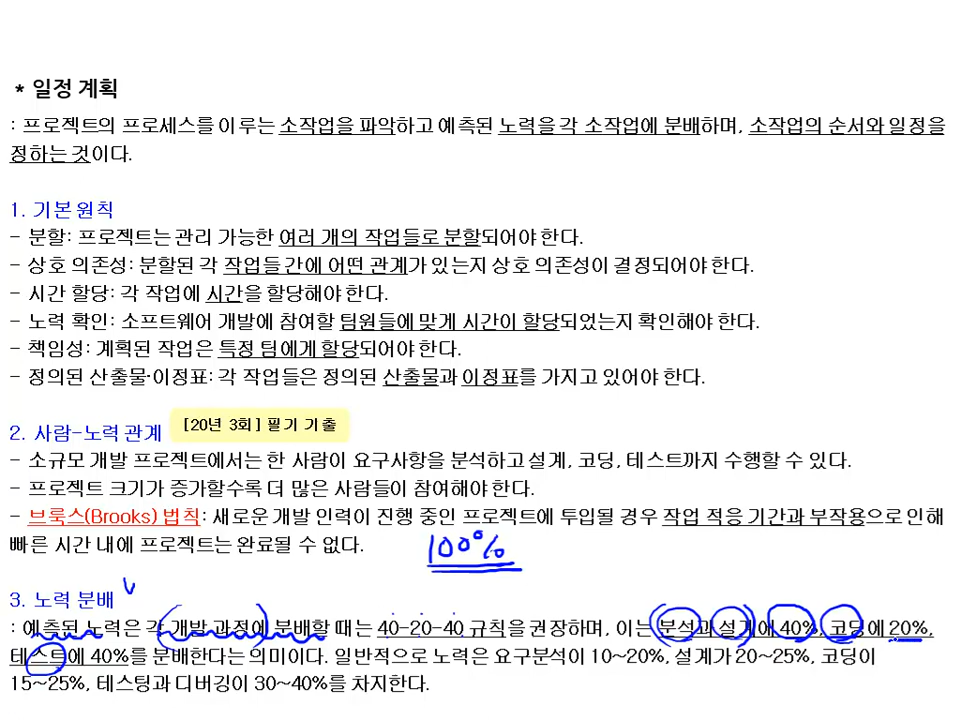 * 일정 계획
: 프로젝트의 프로세스를 이루는 소작업을 파악하고 예측된 노력을 각 소작업에 분배하며, 소작업의 순서와 일정을
정하는 것이다.
1. 기본 원칙
- 분할: 프로젝트는 관리 가능한 여러 개의 작업들로 분할되어야 한다.
- 상호 의존성: 분할된 각 작업들 간에 어떤 관계가 있는지 상호 의존성이 결정되어야 한다.
- 시간 할당: 각 작업에 시간을 할당해야 한다.
- 노력 확인: 소프트웨어 개발에 참여할 팀원들에 맞게 시간이 할당되었는지 확인해야 한다.
- 책임성: 계획된 작업은 특정 팀에게 할당되어야 한다.
- 정의된 산출물·이정표: 각 작업들은 정의된 산출물과 이정표를 가지고 있어야 한다.
2. 사람-노력 관계 [20년 3회] 필기 기출
- 소규모 개발 프로젝트에서는 한 사람이 요구사항을 분석하고 설계, 코딩, 테스트까지 수행할 수 있다.
- 프로젝트 크기가 증가할수록 더 많은 사람들이 참여해야 한다.
- 브룩스(Brooks) 법칙: 새로운 개발 인력이 진행 중인 프로젝트에 투입될 경우 작업 적응 기간과 부작용으로 인해
빠른 시간 내에 프로젝트는 완료될 수 없다.
100%
3. 노력 분배
: 예측된 노력은 각 개발 과정에 분배할 때는 40-20-40 규칙을 권장하며, 이는 분석과 설계에 40%, 코딩에 20%,
테스트에 40%를 분배한다는 의미이다. 일반적으로 노력은 요구분석이 10~20%, 설계가 20~25%, 코딩이
15~25%, 테스팅과 디버깅이 30~40%를 차지한다.